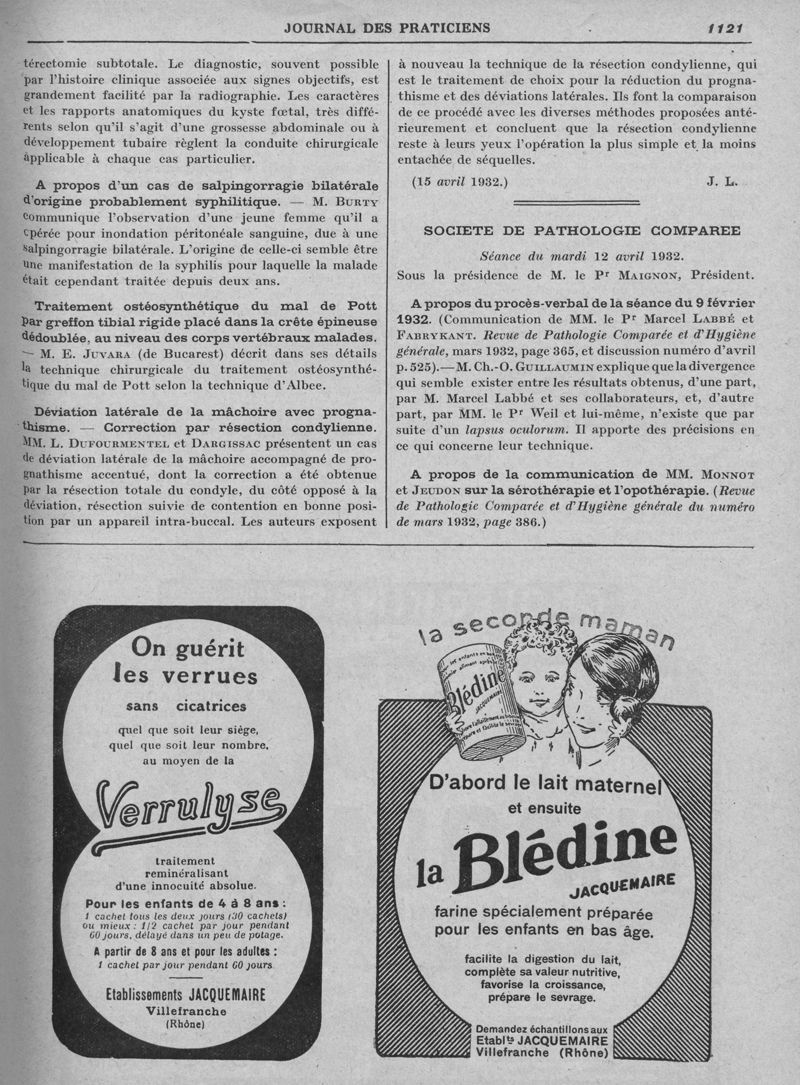 JOURNAL DES PRATICIENS
1121
térectomie subtotale. Le diagnostic, souvent possible
par l'histoire clinique associée aux signes objectifs, est
grandement facilité par la radiographie. Les caractères
et les rapports anatomiques du kyste fœtal, très diffé-
rents selon qu'il s'agit d'une grossesse abdominale ou à
développement tubaire règlent la conduite chirurgicale
applicable à chaque cas particulier.
A propos d'un cas de salpingorragie bilatérale
d'origine probablement syphilitique. — M. BURTY
communique l'observation d'une jeune femme qu'il a
opérée pour inondation péritonéale sanguine, due à une
salpingorragie bilatérale. L'origine de celle-ci semble être
une manifestation de la syphilis pour laquelle la malade
était cependant traitée depuis deux ans.
Traitement ostéosynthétique du mal de Pott
par greffon tibial rigide placé dans la crête épineuse
dédoublée, au niveau des corps vertébraux malades.
— M. E. JUVARA (de Bucarest) décrit dans ses détails
la technique chirurgicale du traitement ostéosynthé-
tique du mal de Pott selon la technique d'Albee.
Déviation latérale de la mâchoire avec progna-
thisme. — Correction par résection condylienne.
MM. L. DUFOURMENTEL et DARGISSAC présentent un cas
de déviation latérale de la mâchoire accompagné de pro-
gnathisme accentué, dont la correction a été obtenue
par la résection totale du condyle, du côté opposé à la
déviation, résection suivie de contention en bonne posi-
tion par un appareil intra-buccal. Les auteurs exposent
à nouveau la technique de la résection condylienne, qui
est le traitement de choix pour la réduction du progna-
thisme et des déviations latérales. Ils font la comparaison
de ce procédé avec les diverses méthodes proposées anté-
rieurement et concluent que la résection condylienne
reste à leurs yeux l'opération la plus simple et la moins
entachée de séquelles.
(15 avril 1932.) J. L.
SOCIETE DE PATHOLOGIE COMPAREE
Séance du mardi 12 avril 1932.
Sous la présidence de M. le Pr MAIGNON, Président.
A propos du procès-verbal de la séance du 9 février
1932. (Communication de MM. le Pr Marcel LABBÉ et
FABRYKANT. Revue de Pathologie Comparée et d'Hygiène
générale, mars 1932, page 365, et discussion numéro d'avril
p. 525).—M. Ch.-O. GUILLAUMIN explique que la divergence
qui semble exister entre les résultats obtenus, d'une part,
par M. Marcel Labbé et ses collaborateurs, et, d'autre
part, par MM. le Pr Weil et lui-même, n'existe que par
suite d'un lapsus oculorum. Il apporte des précisions en
ce qui concerne leur technique.
A propos de la communication de MM. MONNOT
et JEUDON sur la sérothérapie et l'opothérapie. (Revue
de Pathologie Comparée et d'Hygiène générale du numéro
de mars 1932, page 386.)
On guérit
les verrues
sans cicatrices
quel que soit leur siège,
quel que soit leur nombre,
au moyen de la
Verrulyse
traitement
reminéralisant
d'une innocuité absolue.
Pour les enfants de 4 à 8 ans :
1 cachet tous les deux jours (30 cachets)
ou mieux : 1/2 cachet par jour pendant
60 jours, délayé dans un peu de potage.
A partir de 8 ans et pour les adultes :
1 cachet par jour pendant 60 jours
Etablissements JACQUEMAIRE
Villefranche
(Rhône)
la seconde maman
Blédine
JACQUEMAIRE
D'abord le lait maternel
et ensuite
la Blédine
JACQUEMAIRE
farine spécialement préparée
pour les enfants en bas âge.
facilite la digestion du lait,
complète sa valeur nutritive,
favorise la croissance,
prépare le sevrage.
Demandez échantillons aux
Etabl.ts JACQUEMAIRE
Villefranche (Rhône)